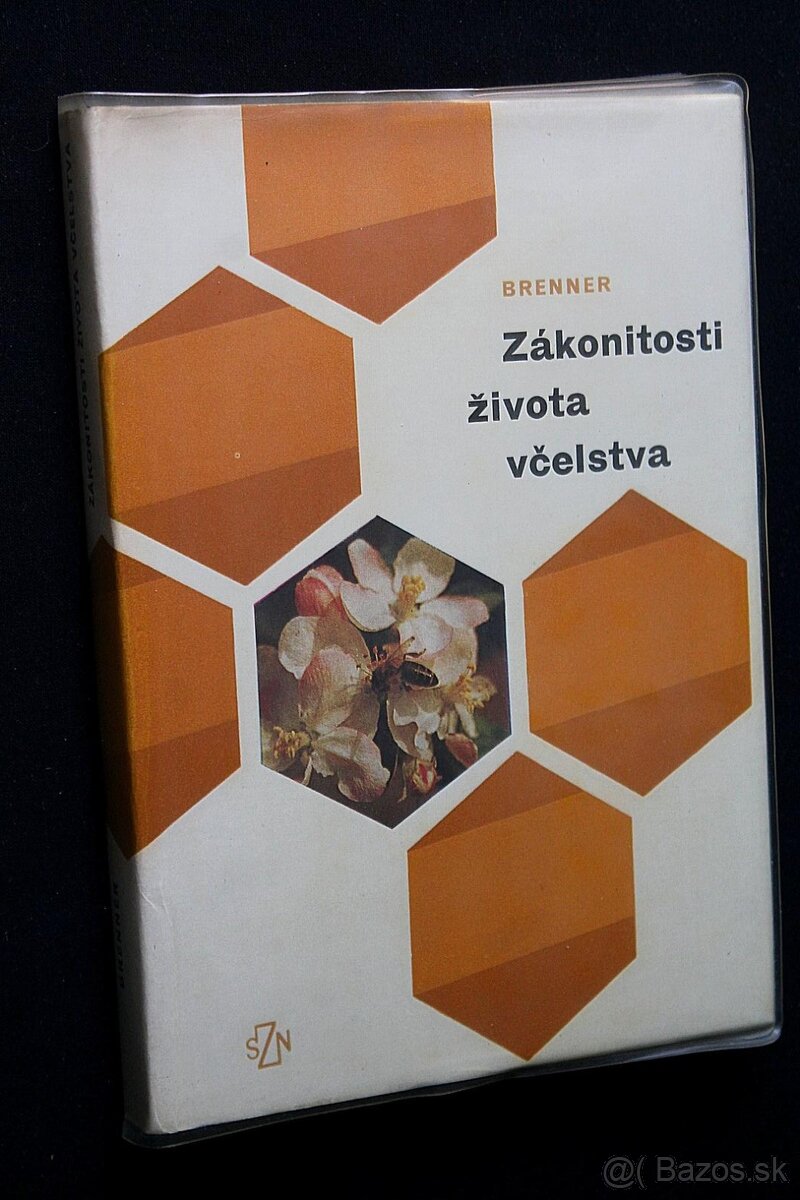 BRENNER
Zákonitosti
života
včelstva
ZÁKONITOSTI ŽIVOTA VČELSTVA
BRENNER
SZN
@( Bazos.sk